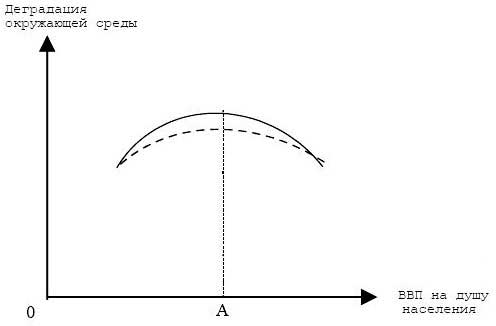 Деградация
окружающей среды
0
А
ВВП на душу
населения